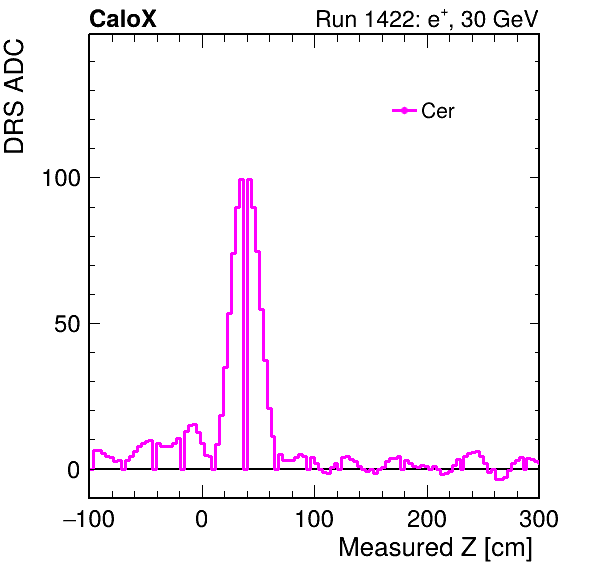 CaloX Run 1422: e⁺, 30 GeV
DRS ADC
Cer
100
50
0
−100 0 100 200 300
Measured Z [cm]